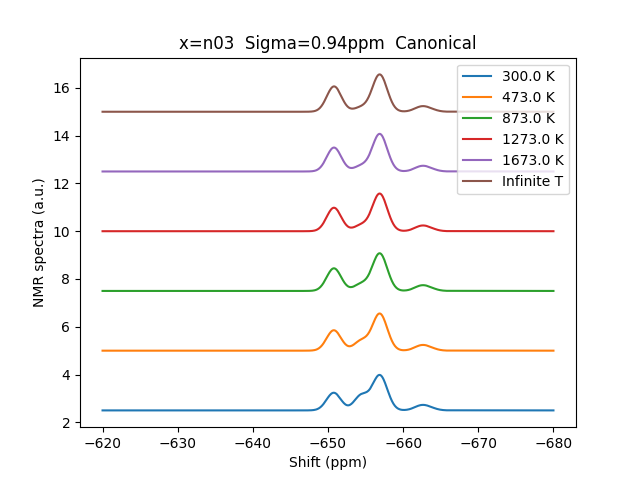 x=n03  Sigma=0.94ppm  Canonical
NMR spectra (a.u.)
16
14
12
10
8
6
4
2
300.0 K
473.0 K
873.0 K
1273.0 K
1673.0 K
Infinite T
−620 −630 −640 −650 −660 −670 −680
Shift (ppm)